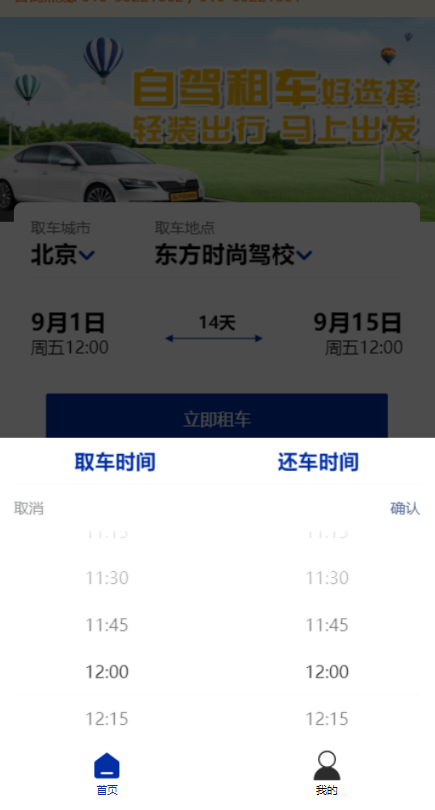 自驾租车好选择
轻装出行 马上出发
取车城市 取车地点
北京 东方时尚驾校
9月1日 14天 9月15日
周五12:00 周五12:00
立即租车
取车时间 还车时间
取消 确认
11:15 11:15
11:30 11:30
11:45 11:45
12:00 12:00
12:15 12:15
首页 我的